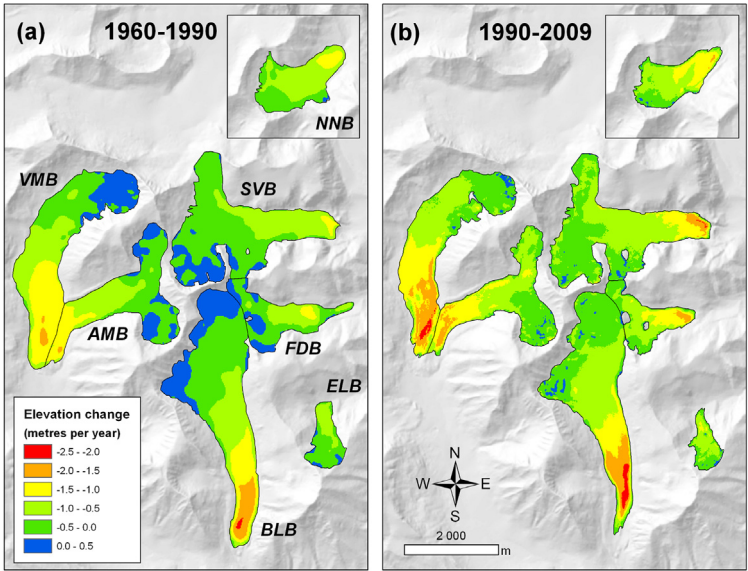 (a) 1960-1990
NNB
VMB
SVB
AMB
FDB
ELB
BLB
Elevation change
(metres per year)
-2.5 - -2.0
-2.0 - -1.5
-1.5 - -1.0
-1.0 - -0.5
-0.5 - 0.0
0.0 - 0.5
(b) 1990-2009
N
W E
S
2 000
m